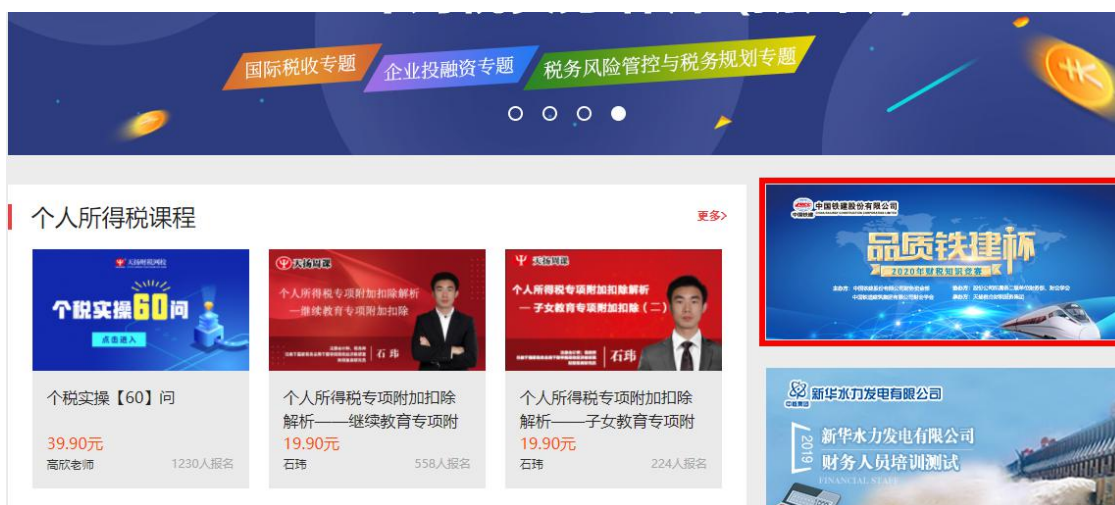 国际税收专题
企业投融资专题
税务风险管控与税务规划专题
个人所得税课程
更多>
天扬财税网校
个税实操60问
点击进入
个税实操【60】问
39.90元
高欣老师
1230人报名
天扬周课
个人所得税专项附加扣除解析
—继续教育专项附加扣除
石玮
个人所得税专项附加扣除
解析——继续教育专项附
19.90元
石玮
558人报名
天扬周课
个人所得税专项附加扣除解析
—子女教育专项附加扣除（二）
石玮
个人所得税专项附加扣除
解析——子女教育专项附
19.90元
石玮
224人报名
中国铁建股份有限公司
中国铁建
品质铁建杯
2020年财税知识竞赛
新华水力发电有限公司
2019
新华水力发电有限公司
财务人员培训测试
FINANCIAL STAFF